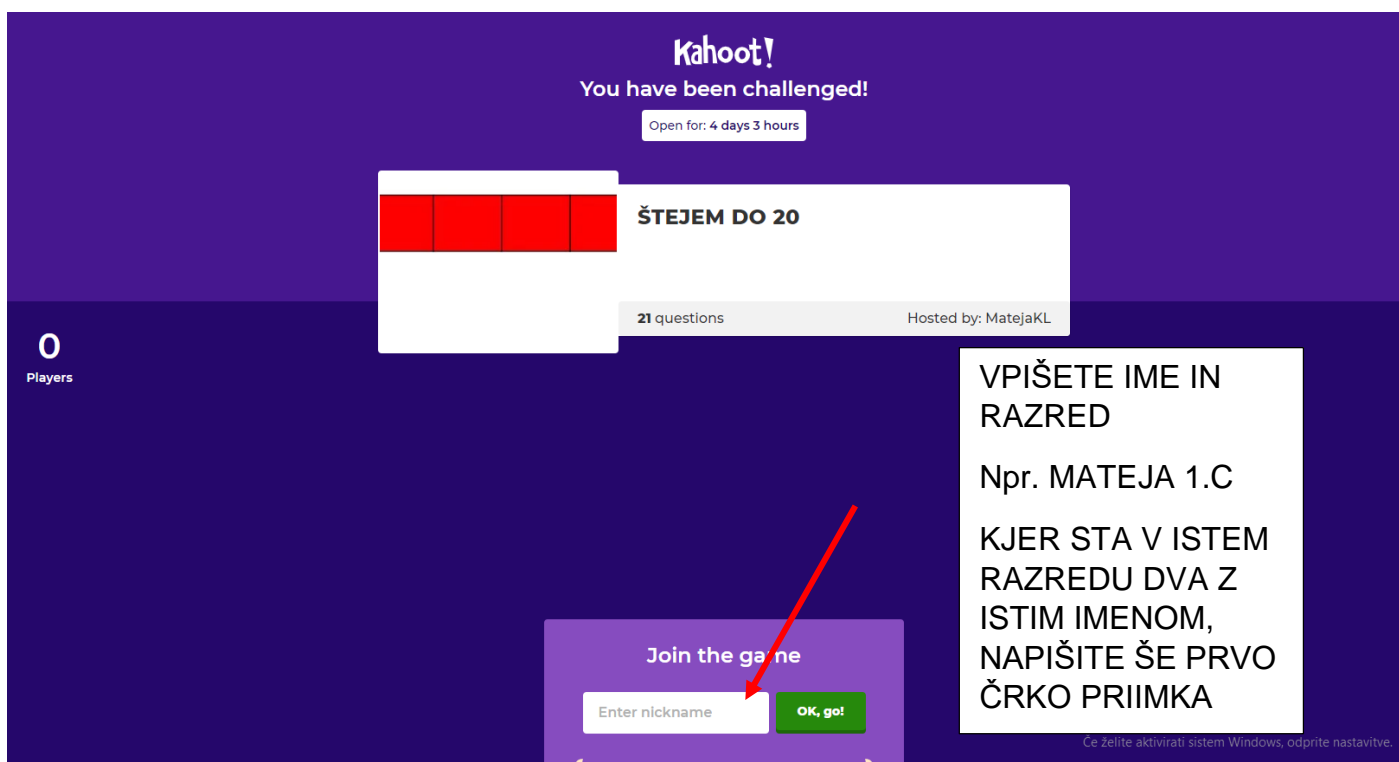 Kahoot!
You have been challenged!
Open for: 4 days 3 hours
ŠTEJEM DO 20
21 questions
Hosted by: MatejaKL
0
Players
VPIŠETE IME IN
RAZRED
Npr. MATEJA 1.C
KJER STA V ISTEM
RAZREDU DVA Z
ISTIM IMENOM,
NAPIŠITE ŠE PRVO
ČRKO PRIIMKA
Join the game
Enter nickname
OK, go!
Če želite aktivirati sistem Windows, odprite nastavitve.